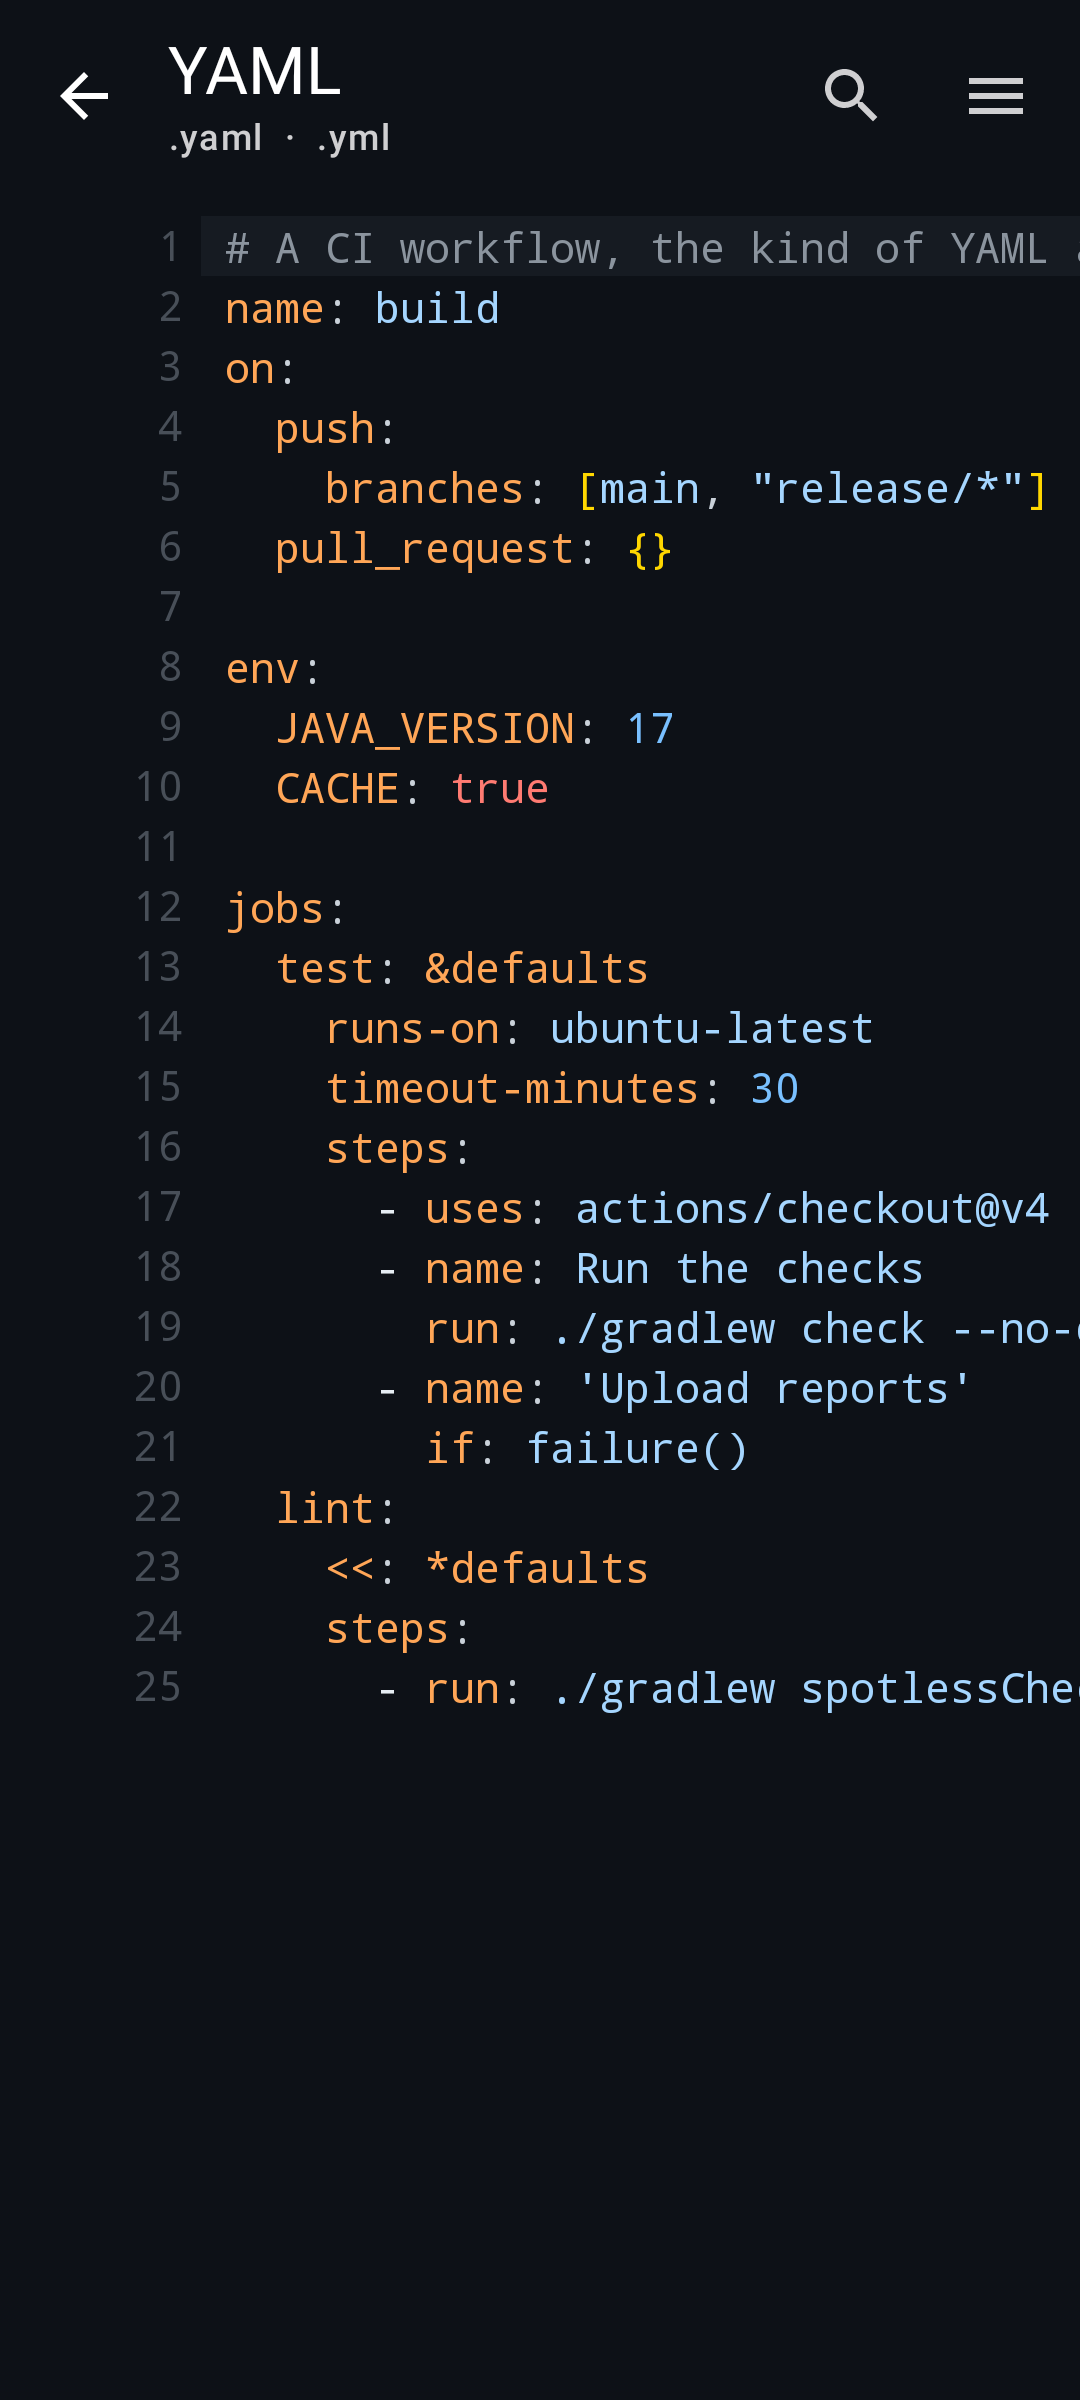 YAML
.yaml · .yml
1 # A CI workflow, the kind of YAML
2 name: build
3 on:
4   push:
5     branches: [main, "release/*"]
6   pull_request: {}
7
8 env:
9   JAVA_VERSION: 17
10   CACHE: true
11
12 jobs:
13   test: &defaults
14     runs-on: ubuntu-latest
15     timeout-minutes: 30
16     steps:
17       - uses: actions/checkout@v4
18       - name: Run the checks
19         run: ./gradlew check --no-
20       - name: 'Upload reports'
21         if: failure()
22   lint:
23     <<: *defaults
24     steps:
25       - run: ./gradlew spotlessChe